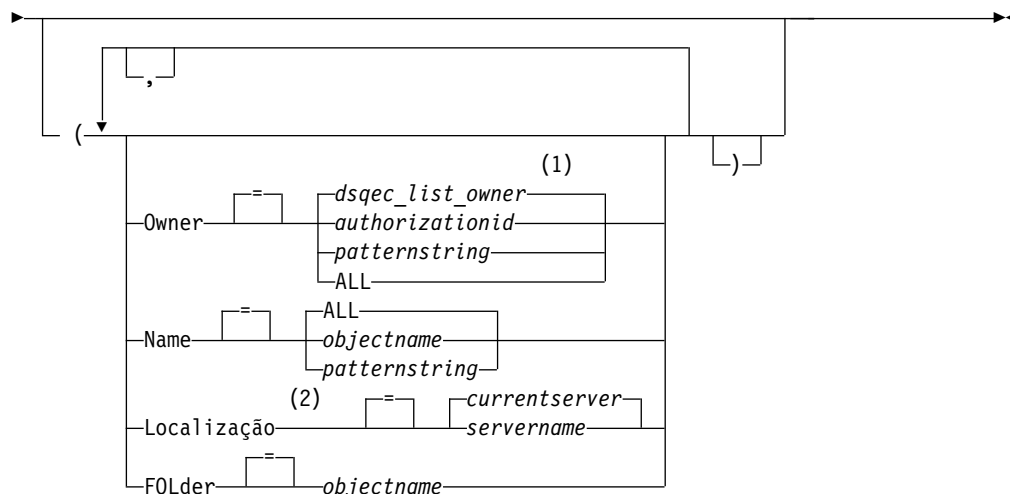 ,
(
)
(1)
Owner = dsqec_list_owner
authorizationid
patternstring
ALL
Name = ALL
objectname
patternstring
(2)
Localização = currentserver
servername
FOLder = objectname